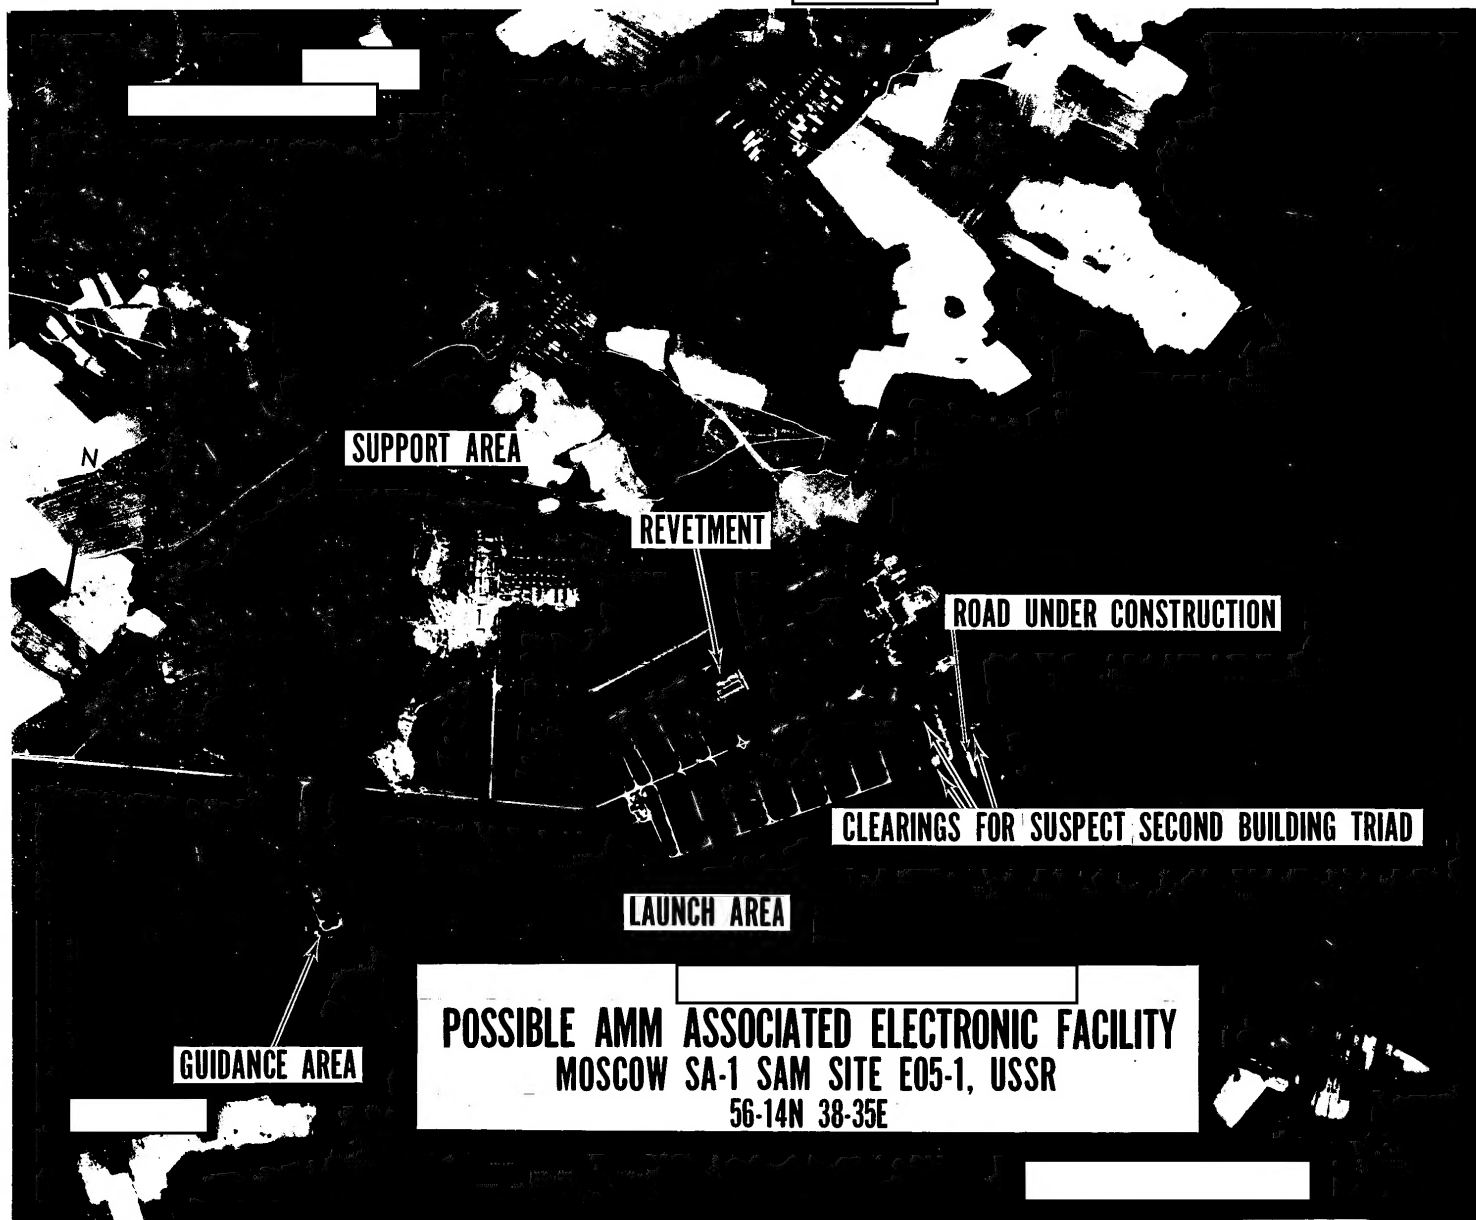 SUPPORT AREA
N
REVETMENT
ROAD UNDER CONSTRUCTION
CLEARINGS FOR SUSPECT SECOND BUILDING TRIAD
LAUNCH AREA
GUIDANCE AREA
POSSIBLE AMM ASSOCIATED ELECTRONIC FACILITY
MOSCOW SA-1 SAM SITE E05-1, USSR
56-14N 38-35E